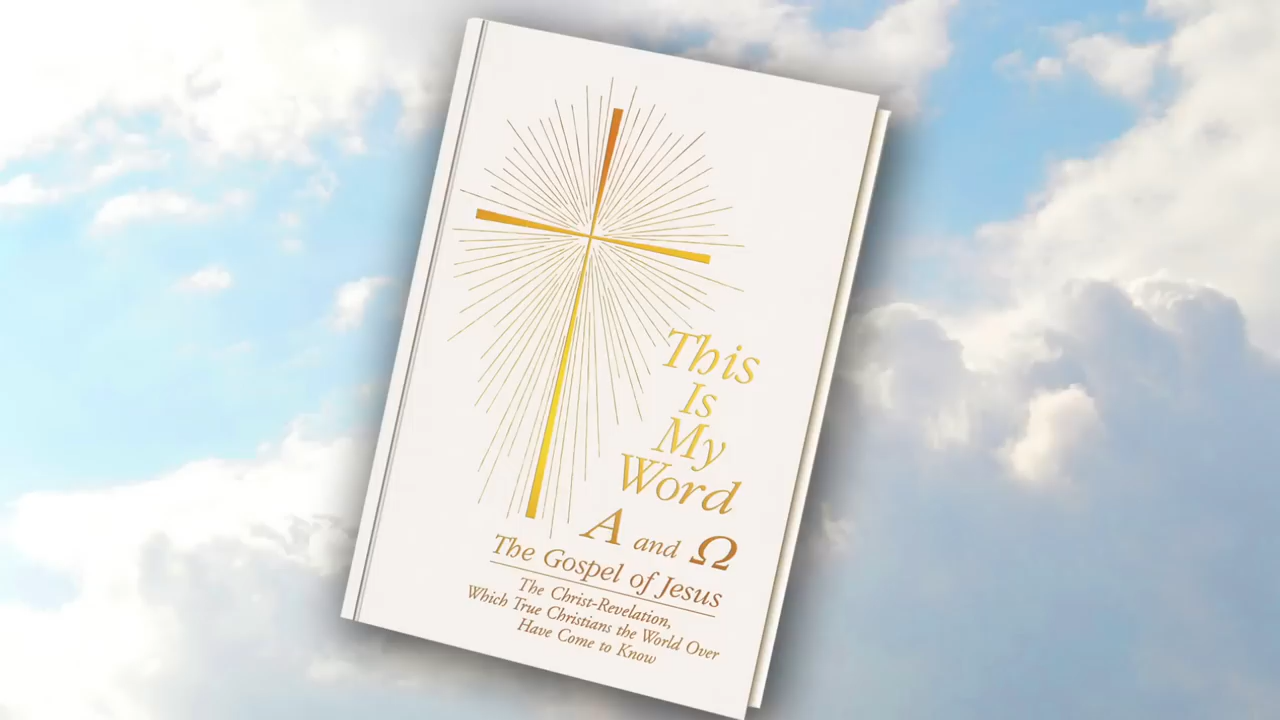 This
Is
My
Word
A and Ω
The Gospel of Jesus
The Christ-Revelation,
Which True Christians the World Over
Have Come to Know